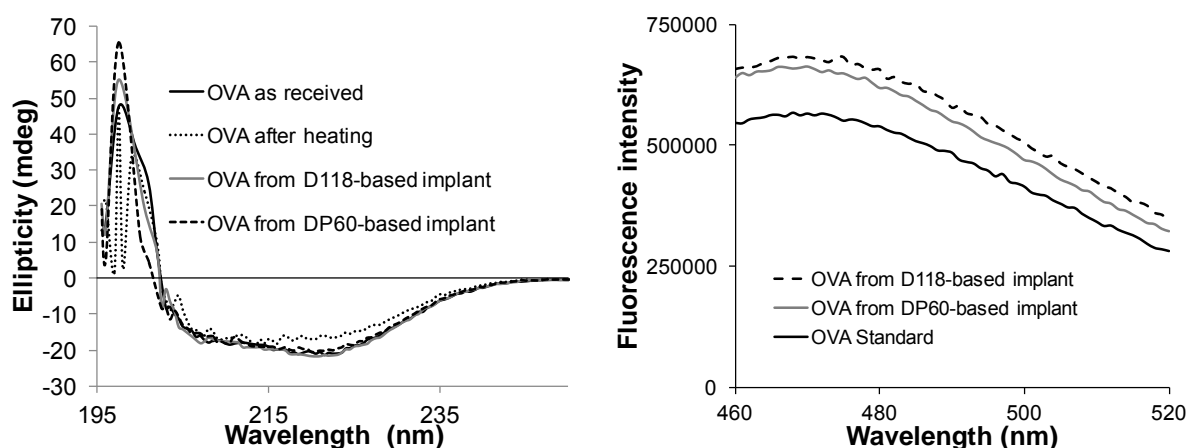 70
60
50
40
30
20
10
0
-10
-20
-30
195
215
235
Ellipticity (mdeg)
Wavelength (nm)
OVA as received
OVA after heating
OVA from D118-based implant
OVA from DP60-based implant
750000
500000
250000
0
460
480
500
520
Fluorescence intensity
Wavelength (nm)
OVA from D118-based implant
OVA from DP60-based implant
OVA Standard